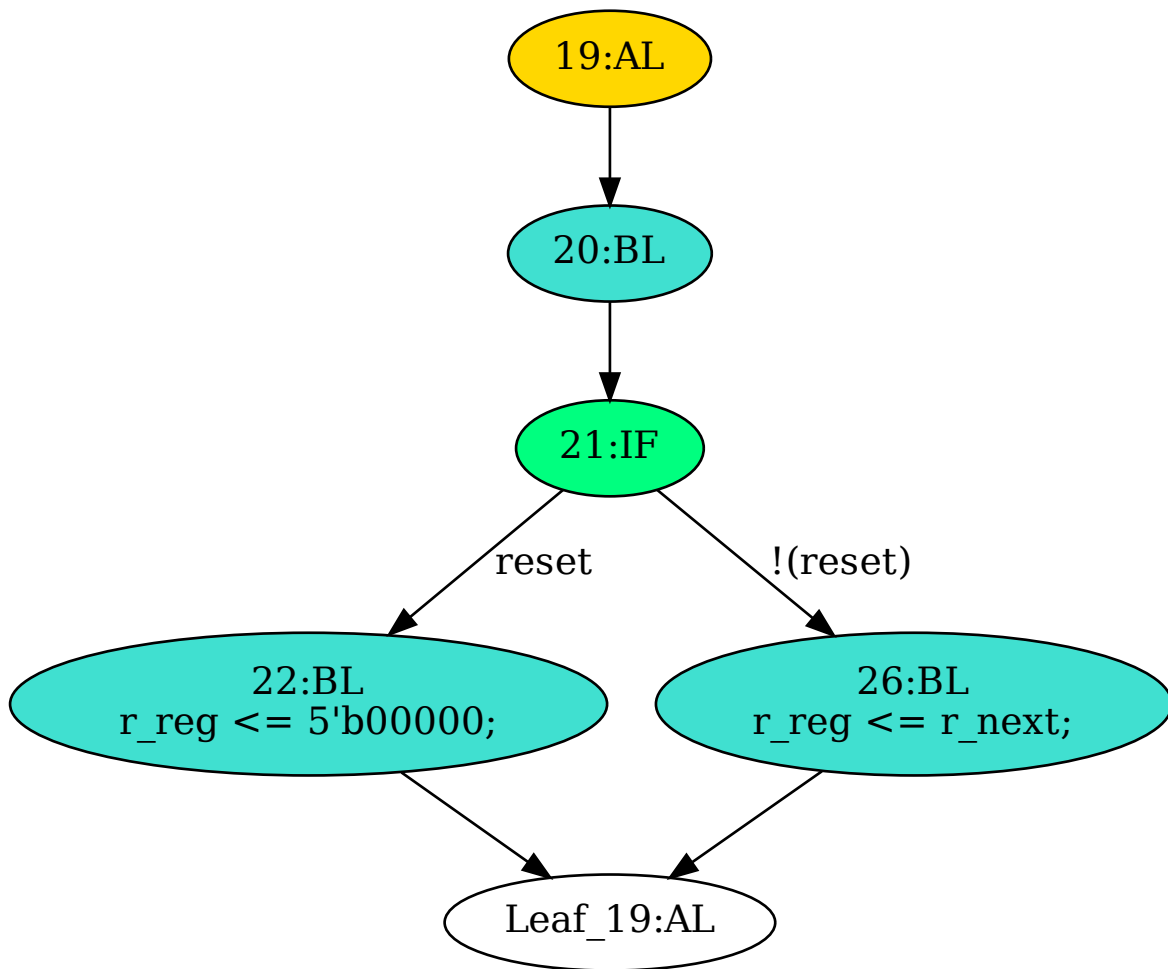 19:AL
20:BL
21:IF
reset
!(reset)
22:BL
r_reg <= 5'b00000;
26:BL
r_reg <= r_next;
Leaf_19:AL